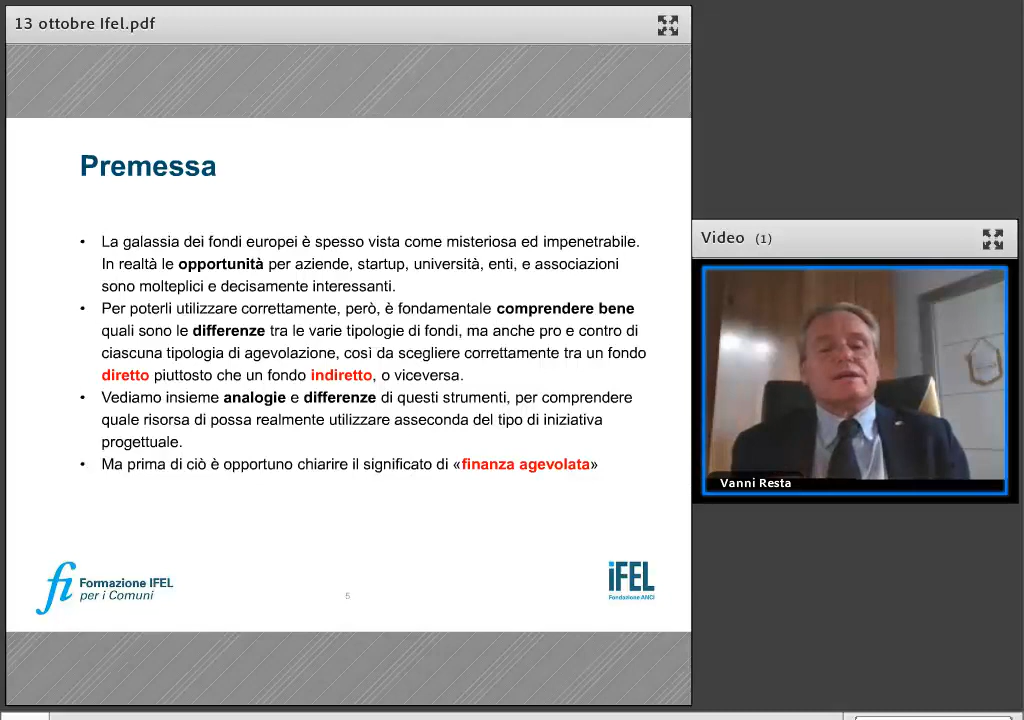 13 ottobre Ifel.pdf
Premessa
• La galassia dei fondi europei è spesso vista come misteriosa ed impenetrabile.
In realtà le opportunità per aziende, startup, università, enti, e associazioni
sono molteplici e decisamente interessanti.
• Per poterli utilizzare correttamente, però, è fondamentale comprendere bene
quali sono le differenze tra le varie tipologie di fondi, ma anche pro e contro di
ciascuna tipologia di agevolazione, così da scegliere correttamente tra un fondo
diretto piuttosto che un fondo indiretto, o viceversa.
• Vediamo insieme analogie e differenze di questi strumenti, per comprendere
quale risorsa di possa realmente utilizzare asseconda del tipo di iniziativa
progettuale.
• Ma prima di ciò è opportuno chiarire il significato di «finanza agevolata»
fi Formazione IFEL
per i Comuni
5
iFEL
Fondazione ANCI
Video (1)
Vanni Resta